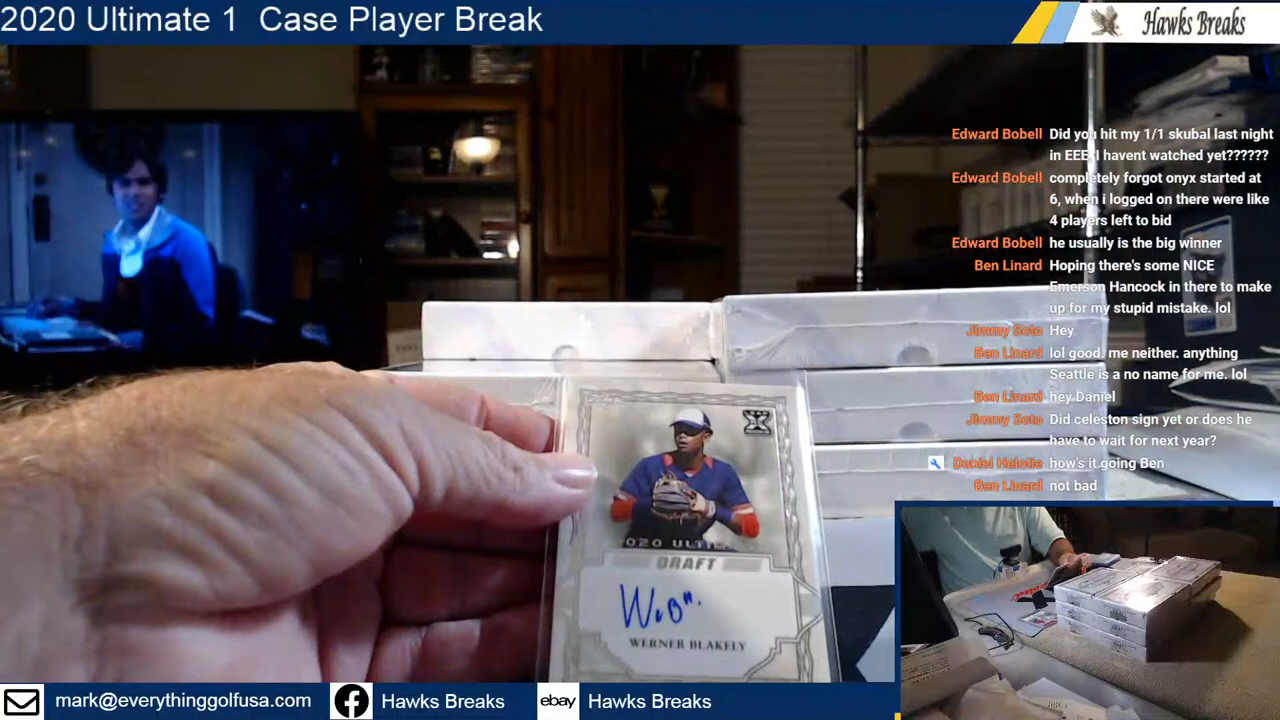 2020 Ultimate 1 Case Player Break
Hawks Breaks
Edward Bobell Did you hit my 1/1 skubal last night
in EEE I havent watched yet??????
Edward Bobell completely forgot onyx started at
6, when i logged on there were like
4 players left to bid
Edward Bobell he usually is the big winner
Ben Linard Hoping there's some NICE
Emerson Hancock in there to make
up for my stupid mistake. lol
Jimmy Soto Hey
Ben Linard lol good. me neither. anything
Seattle is a no name for me. lol
Ben Linard hey Daniel
Jimmy Soto Did celeston sign yet or does he
have to wait for next year?
Daniel Helotie how's it going Ben
Ben Linard not bad
DRAFT
WERNER BLAKELY
mark@everythinggolfusa.com
Hawks Breaks
ebay
Hawks Breaks